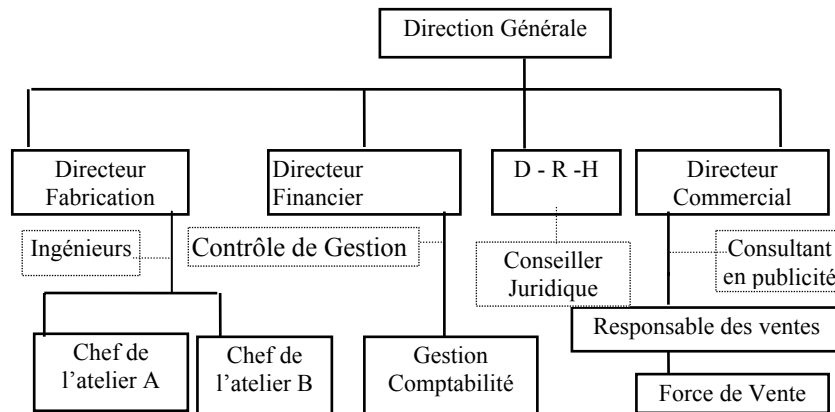 Direction Générale
Directeur
Fabrication
Directeur
Financier
D - R -H
Directeur
Commercial
Ingénieurs
Contrôle de Gestion
Conseiller
Juridique
Consultant
en publicité
Responsable des ventes
Chef de
l’atelier A
Chef de
l’atelier B
Gestion
Comptabilité
Force de Vente